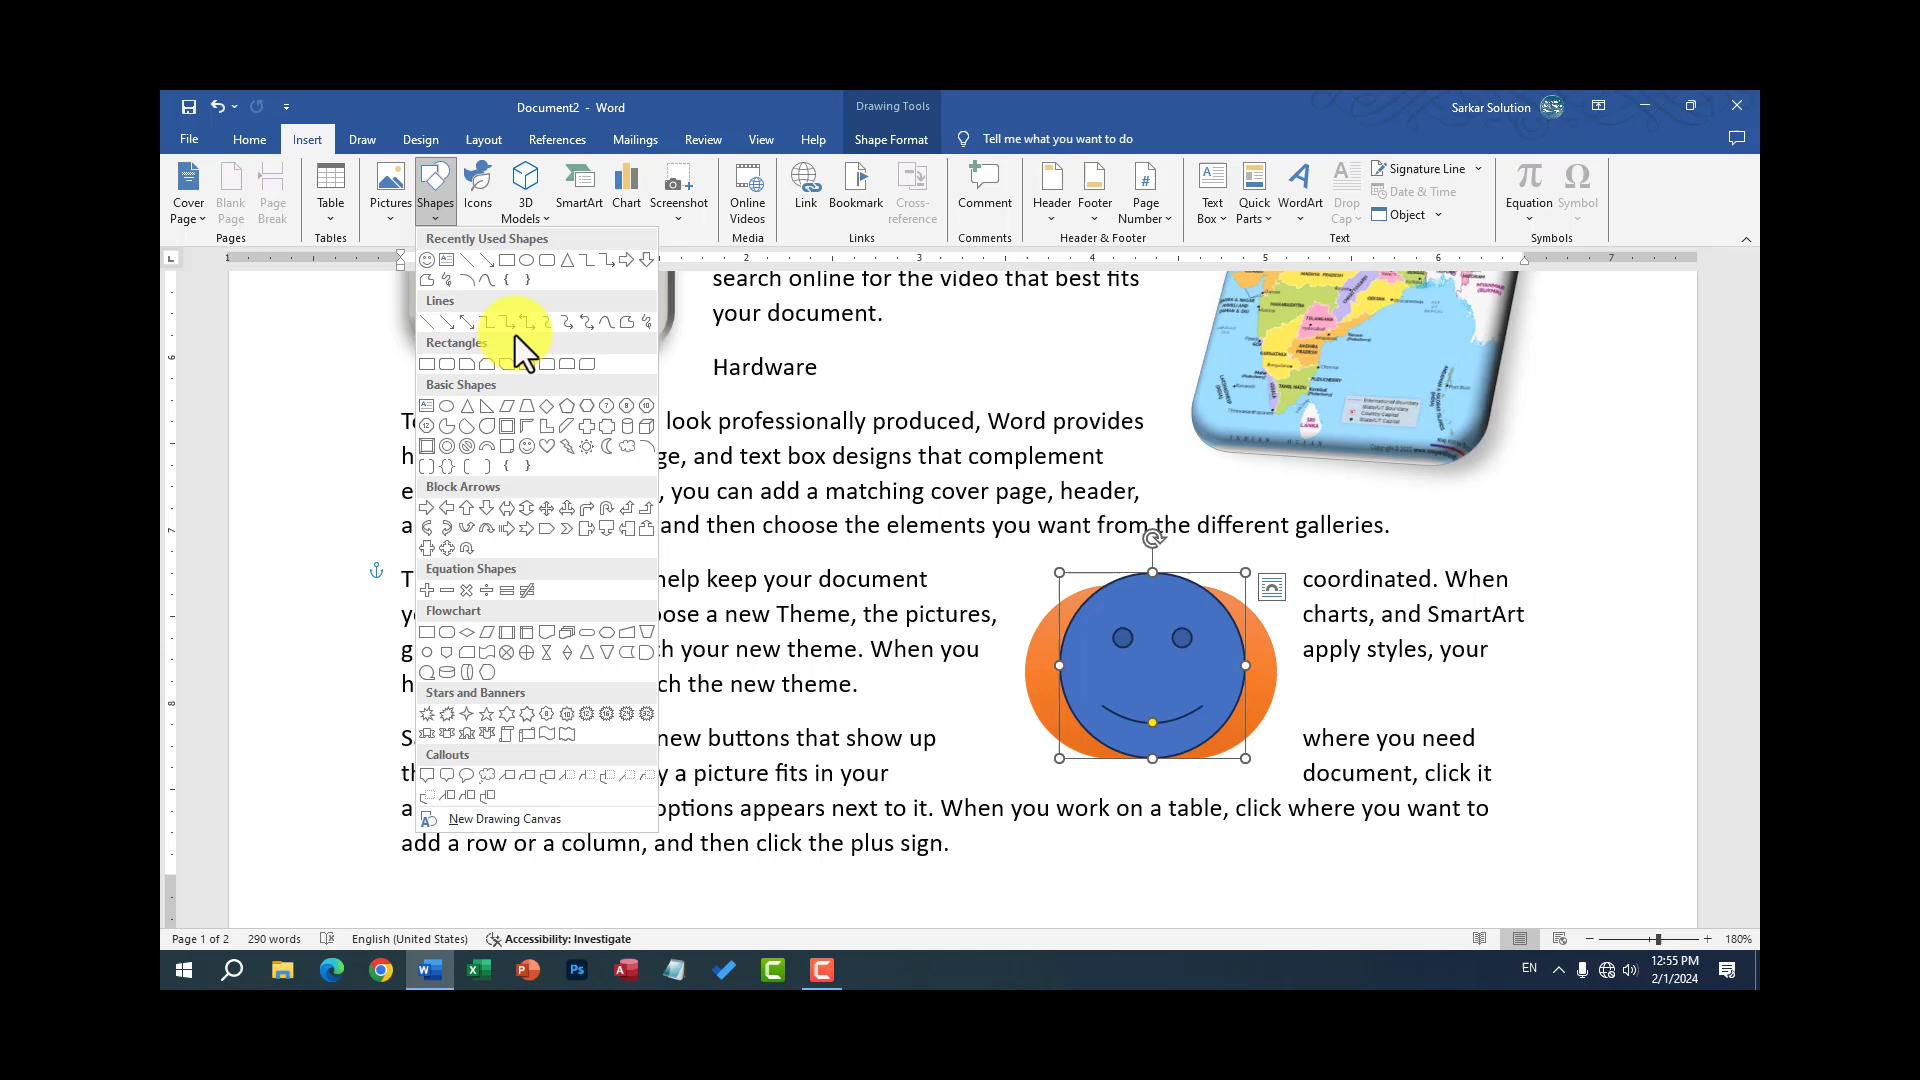 Document2 - Word
Drawing Tools
Sarkar Solution
File Home Insert Draw Design Layout References Mailings Review View Help Shape Format Tell me what you want to do
Cover Page
Blank Page
Page Break
Pages
Table
Tables
Pictures
Shapes
Icons
3D Models
SmartArt
Chart
Screenshot
Online Videos
Media
Link
Bookmark
Cross-reference
Links
Comment
Comments
Header
Footer
Page Number
Header & Footer
Text Box
Quick Parts
WordArt
Drop Cap
Signature Line
Date & Time
Object
Text
Equation
Symbol
Symbols
Recently Used Shapes
Lines
Rectangles
Basic Shapes
Block Arrows
Equation Shapes
Flowchart
Stars and Banners
Callouts
New Drawing Canvas
search online for the video that best fits
your document.
Hardware
look professionally produced, Word provides
ge, and text box designs that complement
, you can add a matching cover page, header,
and then choose the elements you want from the different galleries.
help keep your document coordinated. When
oose a new Theme, the pictures, charts, and SmartArt
ch your new theme. When you apply styles, your
ch the new theme.
new buttons that show up where you need
y a picture fits in your document, click it
options appears next to it. When you work on a table, click where you want to
add a row or a column, and then click the plus sign.
Page 1 of 2 290 words English (United States) Accessibility: Investigate 180%
EN
12:55 PM
2/1/2024